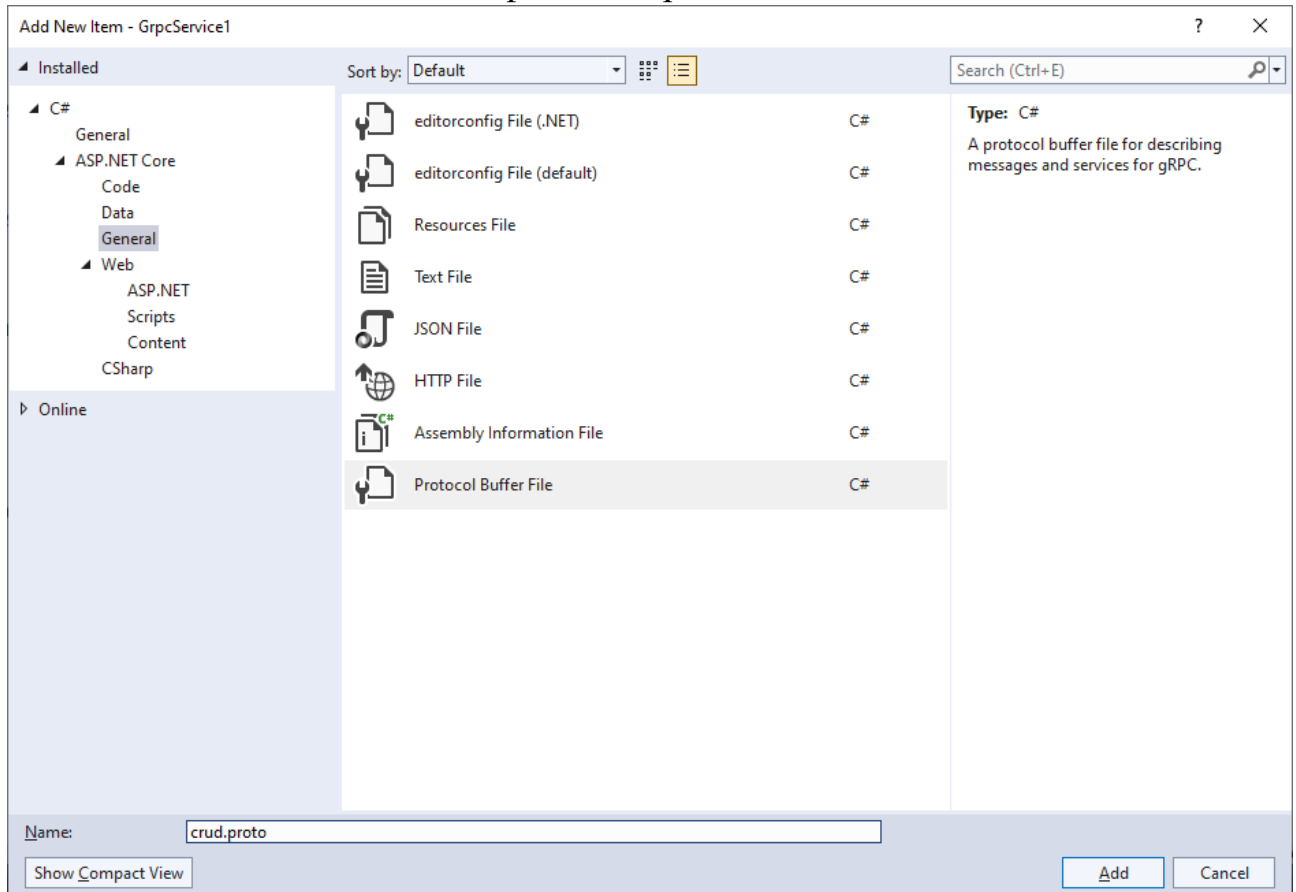 Add New Item - GrpcService1
?
Installed
Sort by: Default
Search (Ctrl+E)
C#
General
ASP.NET Core
Code
Data
General
Web
ASP.NET
Scripts
Content
CSharp
Online
editorconfig File (.NET) C#
editorconfig File (default) C#
Resources File C#
Text File C#
JSON File C#
HTTP File C#
C#
Assembly Information File C#
Protocol Buffer File C#
Type: C#
A protocol buffer file for describing
messages and services for gRPC.
Name: crud.proto
Show Compact View
Add
Cancel